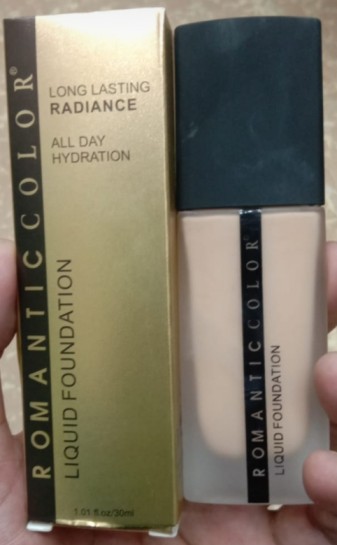 ROMANTIC COLOR®
LONG LASTING
RADIANCE
ALL DAY
HYDRATION
LIQUID FOUNDATION
1.01 fl.oz/30ml
ROMANTIC COLOR®
LIQUID FOUNDATION